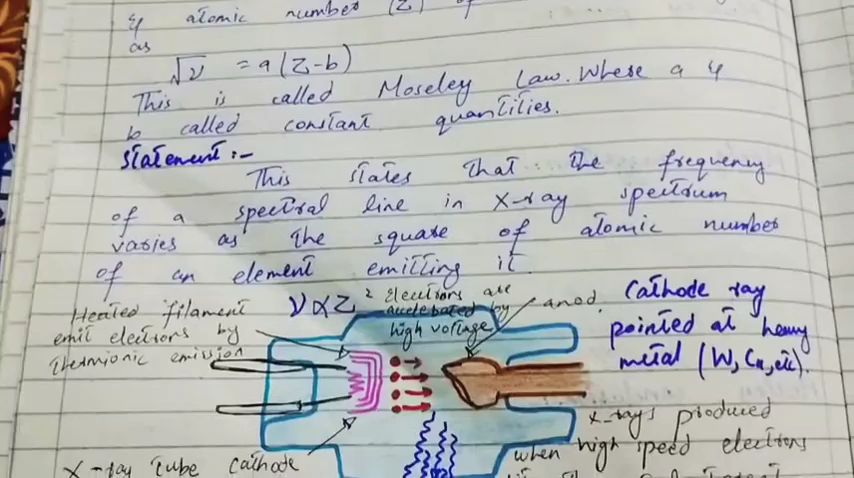 & atomic number (Z) of
as
√ν = a (Z-b)
This is called Moseley Law. Where a &
b called constant quantities.
Statement :-
This states that the frequency
of a spectral line in X-ray spectrum
varies as the square of atomic number
of an element emitting it
ν ∝ Z²
Heated filament
emit electrons by
thermionic emission
Electrons are
accelerated by
high voltage
anod.
Cathode ray
pointed at heavy
metal (W, Cu, etc).
X-rays produced
when high speed electrons
X-ray tube cathode